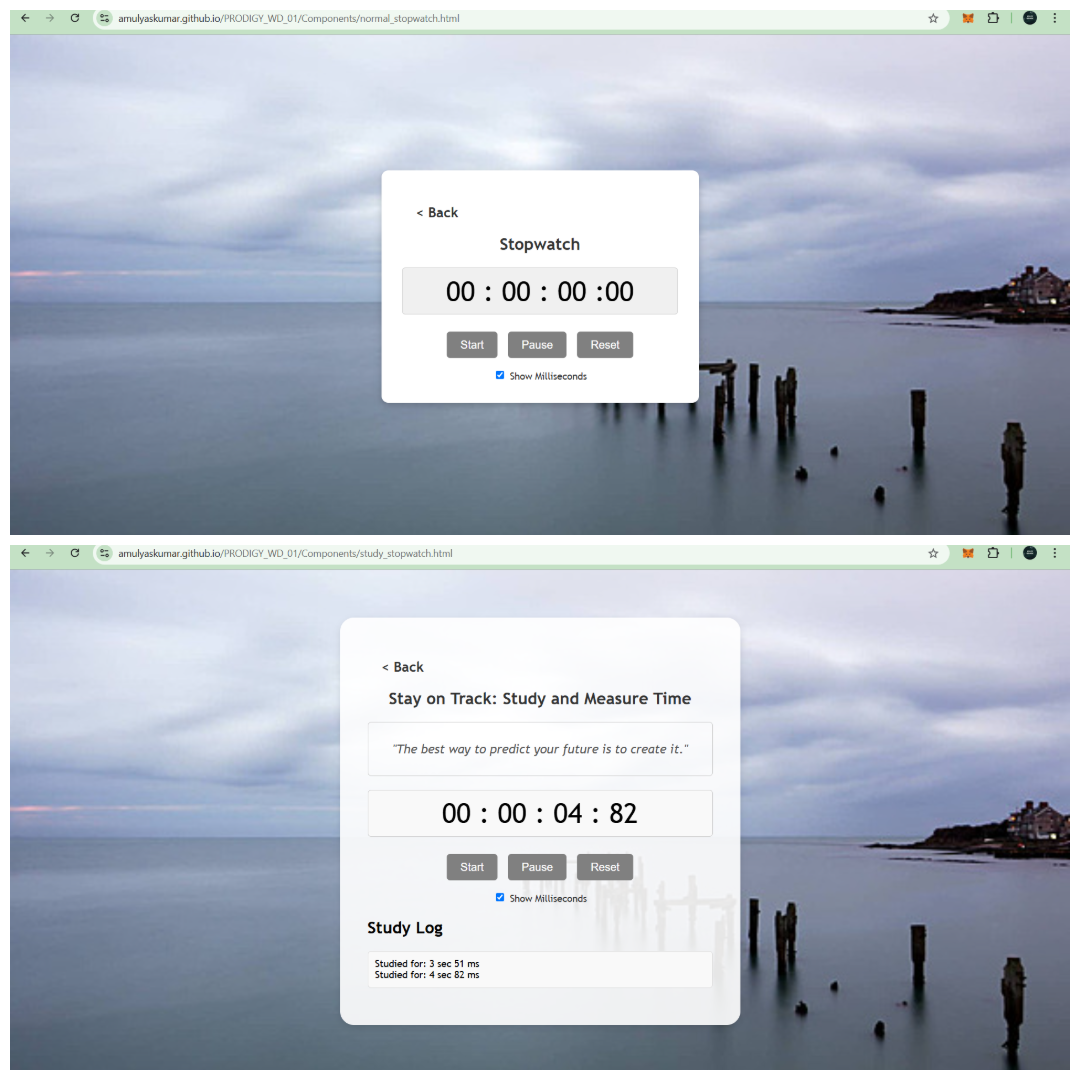 amulyaskumar.github.io/PRODIGY_WD_01/Components/normal_stopwatch.html
< Back
Stopwatch
00 : 00 : 00 :00
Start Pause Reset
Show Milliseconds
amulyaskumar.github.io/PRODIGY_WD_01/Components/study_stopwatch.html
< Back
Stay on Track: Study and Measure Time
"The best way to predict your future is to create it."
00 : 00 : 04 : 82
Start Pause Reset
Show Milliseconds
Study Log
Studied for: 3 sec 51 ms
Studied for: 4 sec 82 ms